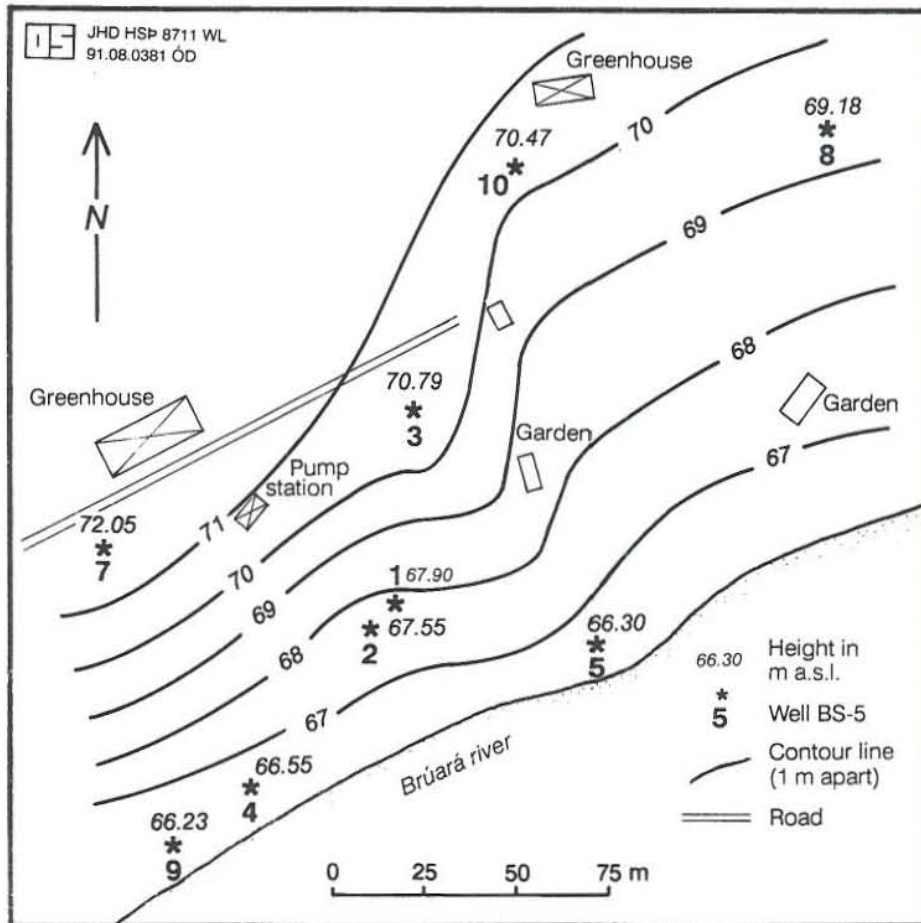 OS JHD HSÞ 8711 WL
91.08.0381 ÓD
Greenhouse
70
69.18
8
70.47
10
N
69
68
70.79
3
Greenhouse
Garden
Garden
67
Pump
station
72.05
7
71
70
69
68
67
1 67.90
67.55
2
66.30
5
66.55
4
66.23
9
Brúará river
66.30 Height in
m a.s.l.
5 Well BS-5
Contour line
(1 m apart)
Road
0 25 50 75 m